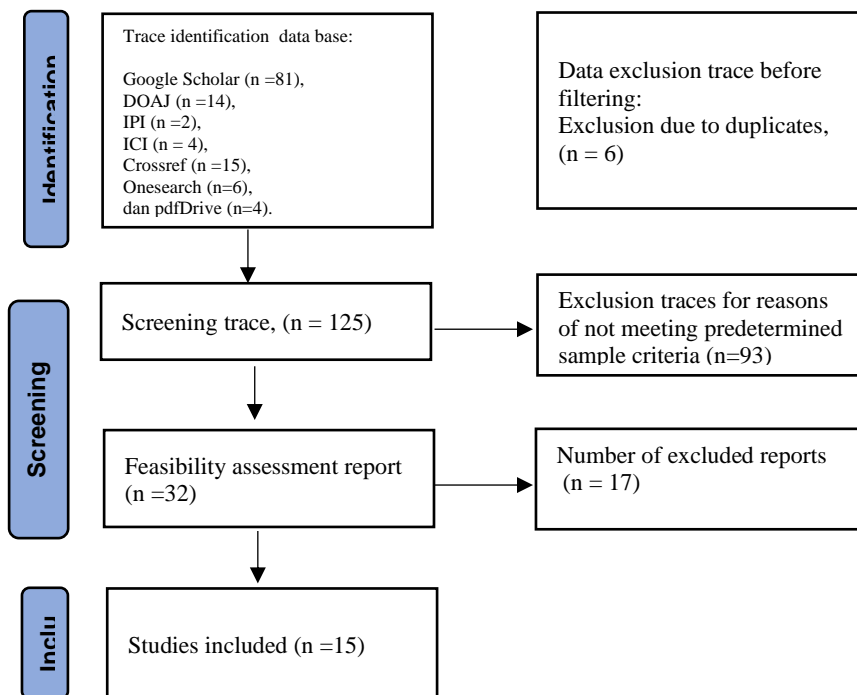 Identification
Trace identification data base:
Google Scholar (n =81),
DOAJ (n =14),
IPI (n =2),
ICI (n = 4),
Crossref (n =15),
Onesearch (n=6),
dan pdfDrive (n=4).
Data exclusion trace before
filtering:
Exclusion due to duplicates,
(n = 6)
Screening
Screening trace, (n = 125)
Exclusion traces for reasons
of not meeting predetermined
sample criteria (n=93)
Feasibility assessment report
(n =32)
Number of excluded reports
(n = 17)
Inclu
Studies included (n =15)